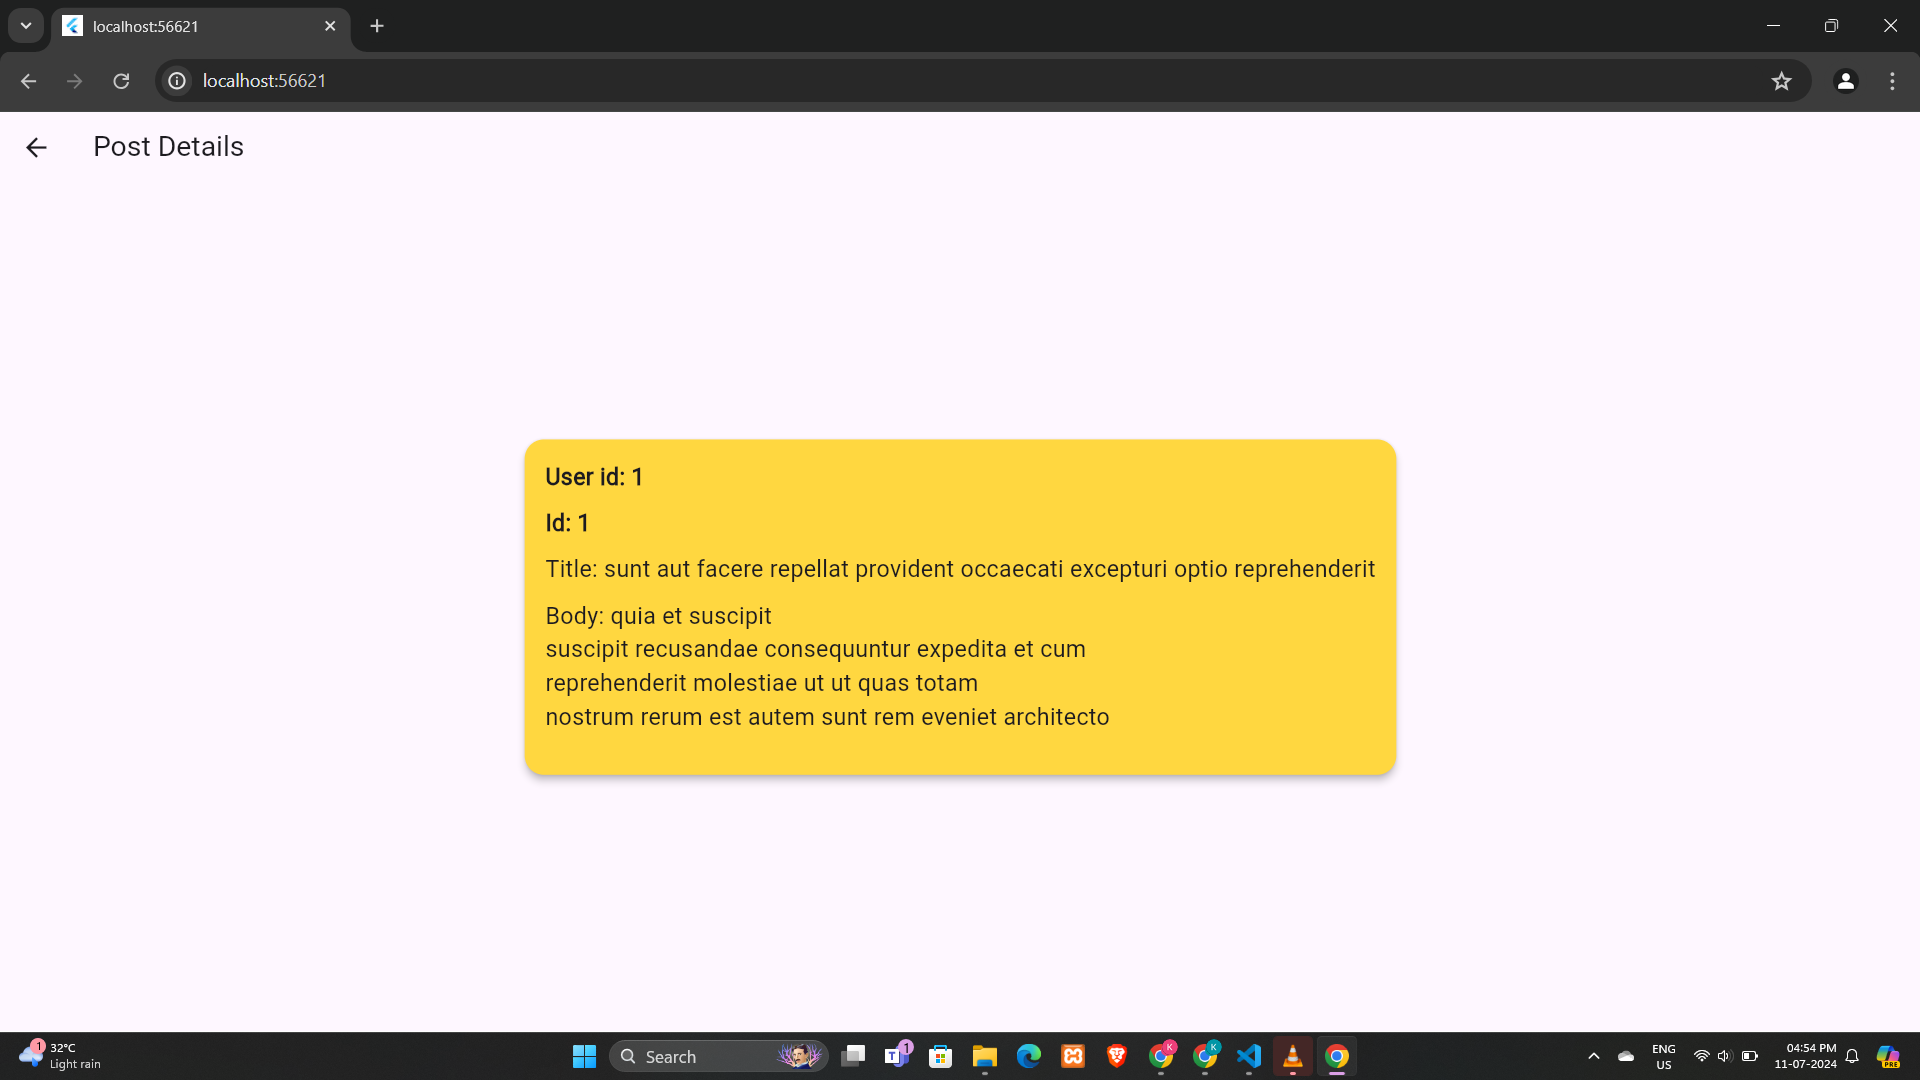 localhost:56621
localhost:56621
Post Details
User id: 1
Id: 1
Title: sunt aut facere repellat provident occaecati excepturi optio reprehenderit
Body: quia et suscipit
suscipit recusandae consequuntur expedita et cum
reprehenderit molestiae ut ut quas totam
nostrum rerum est autem sunt rem eveniet architecto
1
32°C
Light rain
Search
T
1
K
K
ENG
US
04:54 PM
11-07-2024
PRE